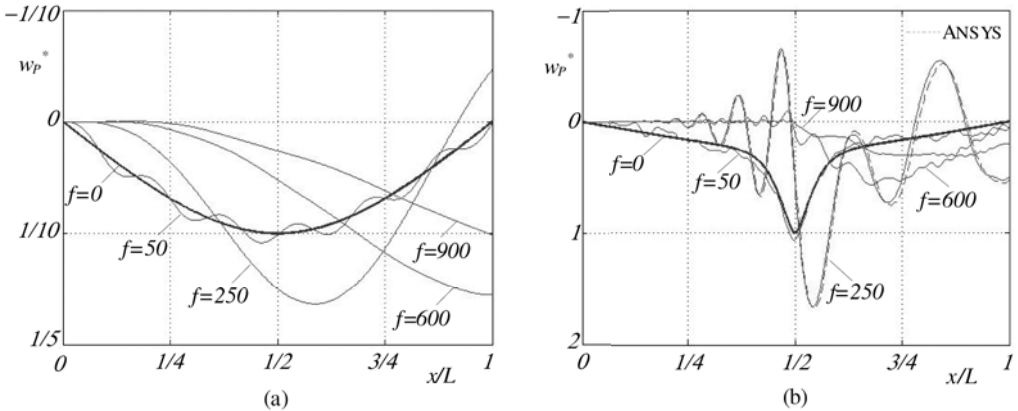 −1/10
w_P*
0
1/10
1/5
f=0
f=50
f=250
f=900
f=600
0
1/4
1/2
3/4
1
x/L
(a)
−1
w_P*
0
1
2
ANSYS
f=900
f=0
f=50
f=600
f=250
0
1/4
1/2
3/4
1
x/L
(b)